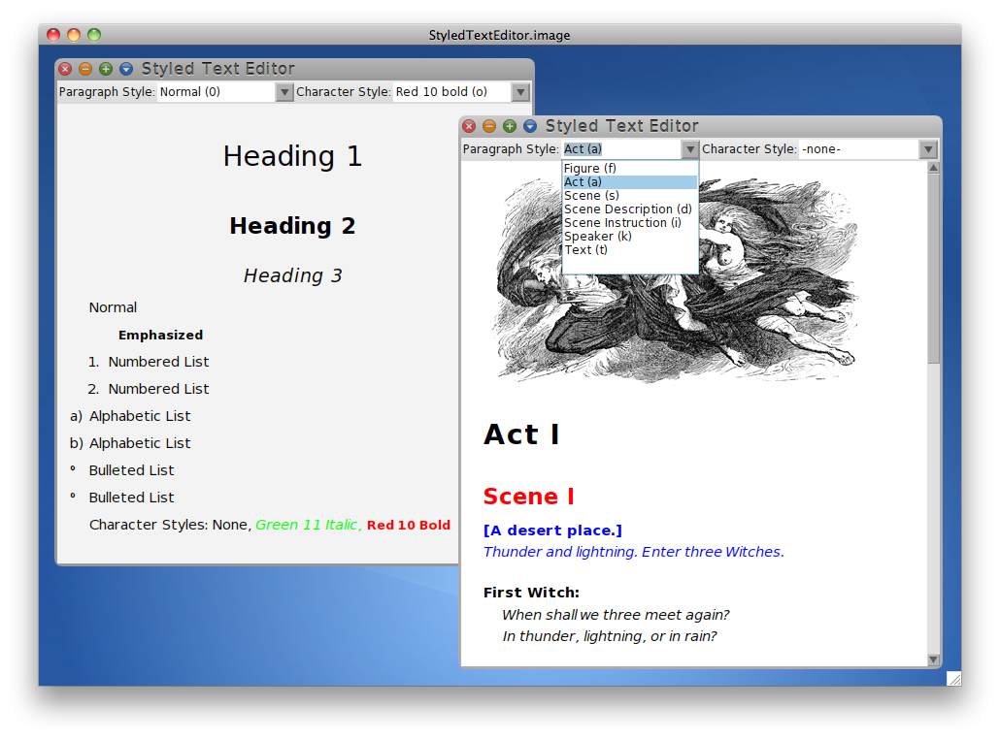 StyledTextEditor.image
Styled Text Editor
Paragraph Style: Normal (0) Character Style: Red 10 bold (o)
Heading 1
Heading 2
Heading 3
Normal
Emphasized
1. Numbered List
2. Numbered List
a) Alphabetic List
b) Alphabetic List
° Bulleted List
° Bulleted List
Character Styles: None, Green 11 Italic, Red 10 Bold
Styled Text Editor
Paragraph Style: Act (a) Character Style: -none-
Figure (f)
Act (a)
Scene (s)
Scene Description (d)
Scene Instruction (i)
Speaker (k)
Text (t)
Act I
Scene I
[A desert place.]
Thunder and lightning. Enter three Witches.
First Witch:
When shall we three meet again?
In thunder, lightning, or in rain?